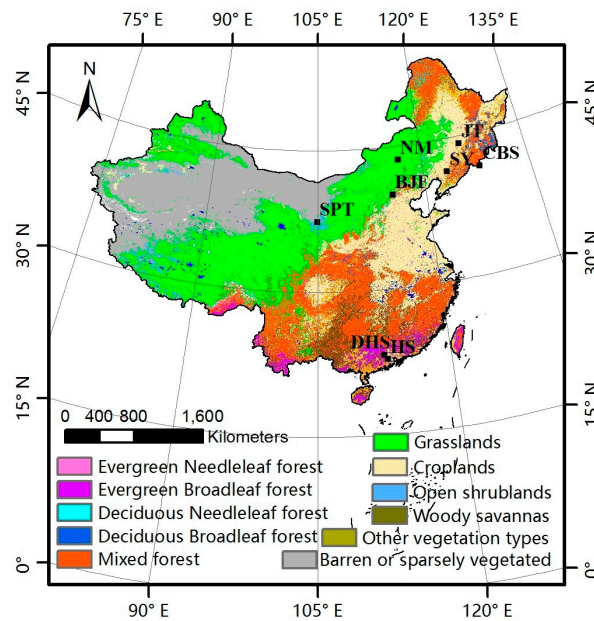 75° E 90° E 105° E 120° E 135° E
N
45° N 45° N
JT
NM SY CBS
BJF
SPT
30° N 30° N
DHS HS
15° N 15° N
0 400 800 1,600
Kilometers
Grasslands
Evergreen Needleleaf forest Croplands
Evergreen Broadleaf forest Open shrublands
Deciduous Needleleaf forest Woody savannas
Deciduous Broadleaf forest Other vegetation types
Mixed forest Barren or sparsely vegetated
0° 0°
90° E 105° E 120° E